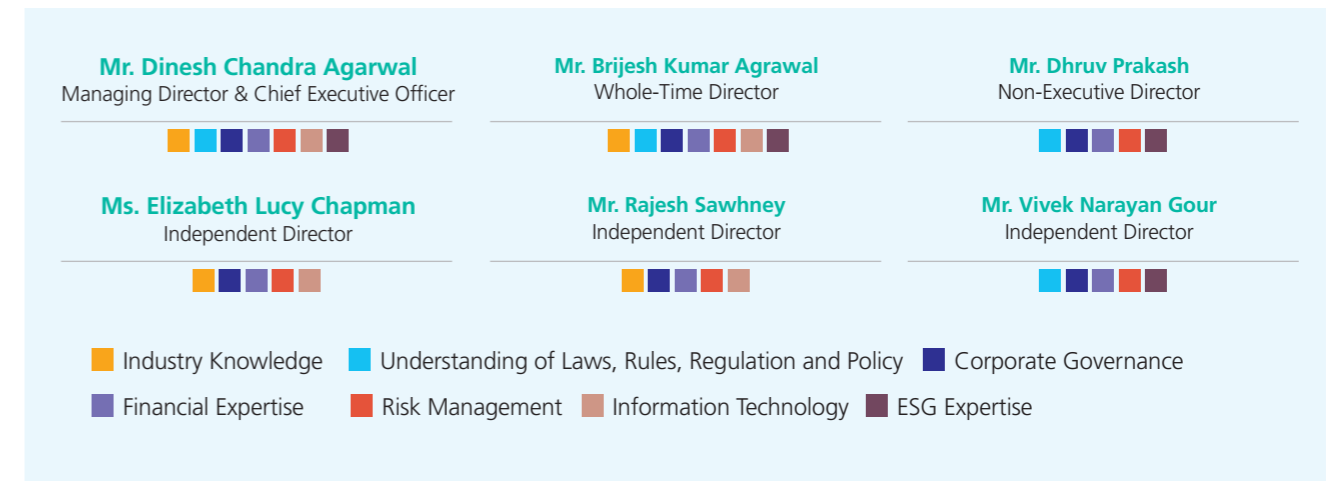 Mr. Dinesh Chandra Agarwal
Managing Director & Chief Executive Officer
Mr. Brijesh Kumar Agrawal
Whole-Time Director
Mr. Dhruv Prakash
Non-Executive Director
Ms. Elizabeth Lucy Chapman
Independent Director
Mr. Rajesh Sawhney
Independent Director
Mr. Vivek Narayan Gour
Independent Director
Industry Knowledge
Understanding of Laws, Rules, Regulation and Policy
Corporate Governance
Financial Expertise
Risk Management
Information Technology
ESG Expertise